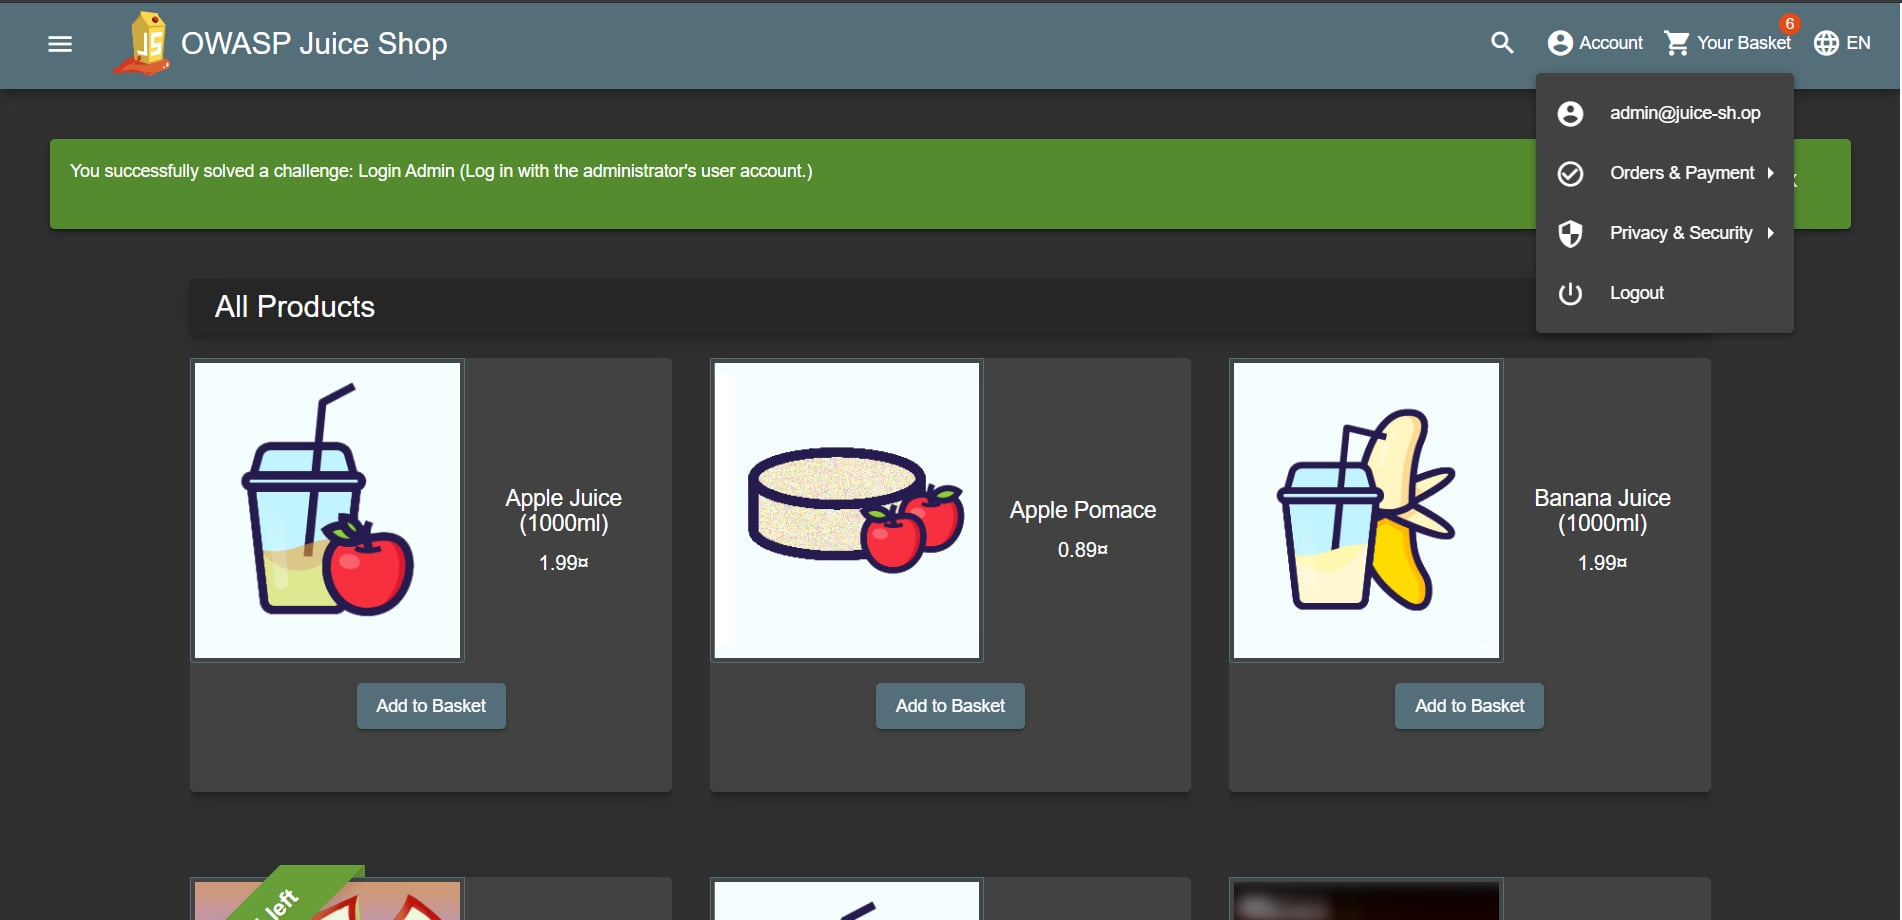 JS
OWASP Juice Shop
Account
Your Basket
6
EN
admin@juice-sh.op
Orders & Payment
Privacy & Security
Logout
You successfully solved a challenge: Login Admin (Log in with the administrator's user account.)
All Products
Apple Juice
(1000ml)
1.99¤
Apple Pomace
0.89¤
Banana Juice
(1000ml)
1.99¤
Add to Basket
Add to Basket
Add to Basket
left